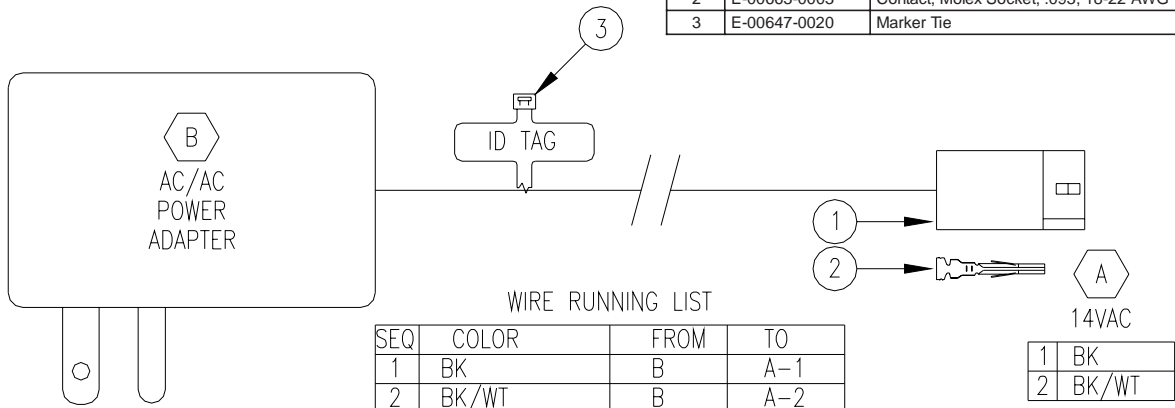 2 E-00685-0005 Contact, Molex Socket, .093, 18-22 AWG
3 E-00647-0020 Marker Tie
3
B
AC/AC
POWER
ADAPTER
ID TAG
1
2
A
14VAC
1 BK
2 BK/WT
WIRE RUNNING LIST
SEQ COLOR FROM TO
1 BK B A-1
2 BK/WT B A-2